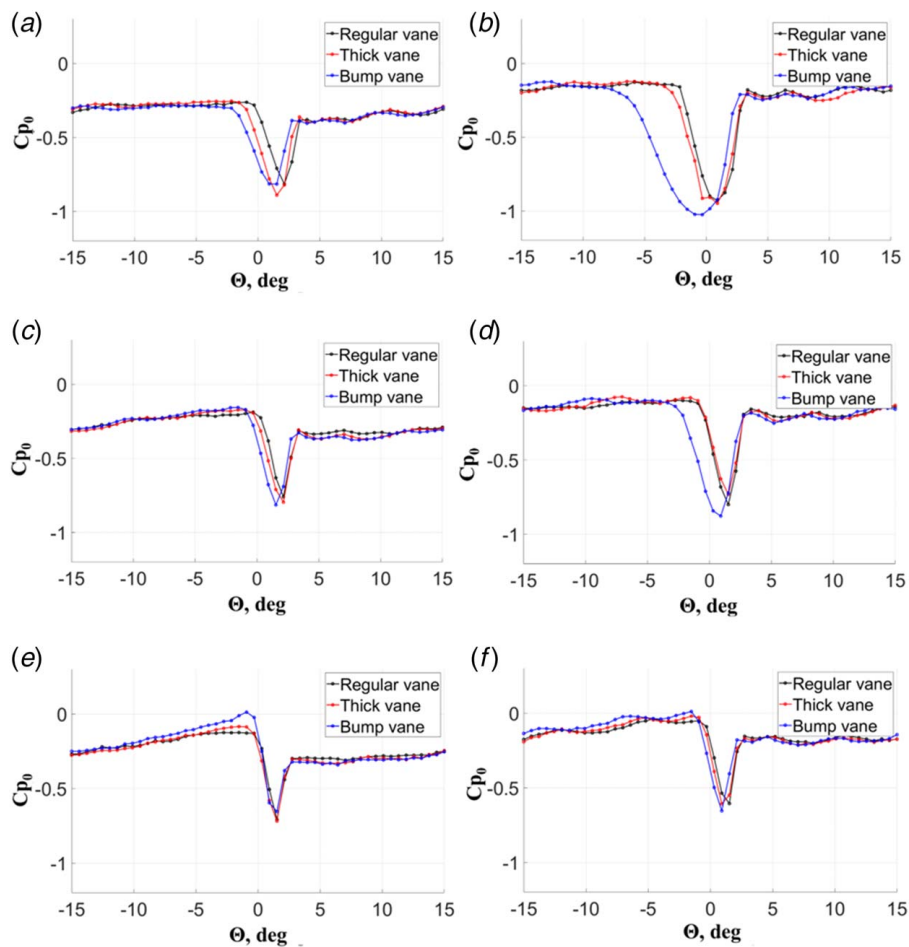 (a)
Regular vane
Thick vane
Bump vane
0
-0.5
-1
Cp0
-15 -10 -5 0 5 10 15
Θ, deg
(b)
Regular vane
Thick vane
Bump vane
0
-0.5
-1
Cp0
-15 -10 -5 0 5 10 15
Θ, deg
(c)
Regular vane
Thick vane
Bump vane
0
-0.5
-1
Cp0
-15 -10 -5 0 5 10 15
Θ, deg
(d)
Regular vane
Thick vane
Bump vane
0
-0.5
-1
Cp0
-15 -10 -5 0 5 10 15
Θ, deg
(e)
Regular vane
Thick vane
Bump vane
0
-0.5
-1
Cp0
-15 -10 -5 0 5 10 15
Θ, deg
(f)
Regular vane
Thick vane
Bump vane
0
-0.5
-1
Cp0
-15 -10 -5 0 5 10 15
Θ, deg